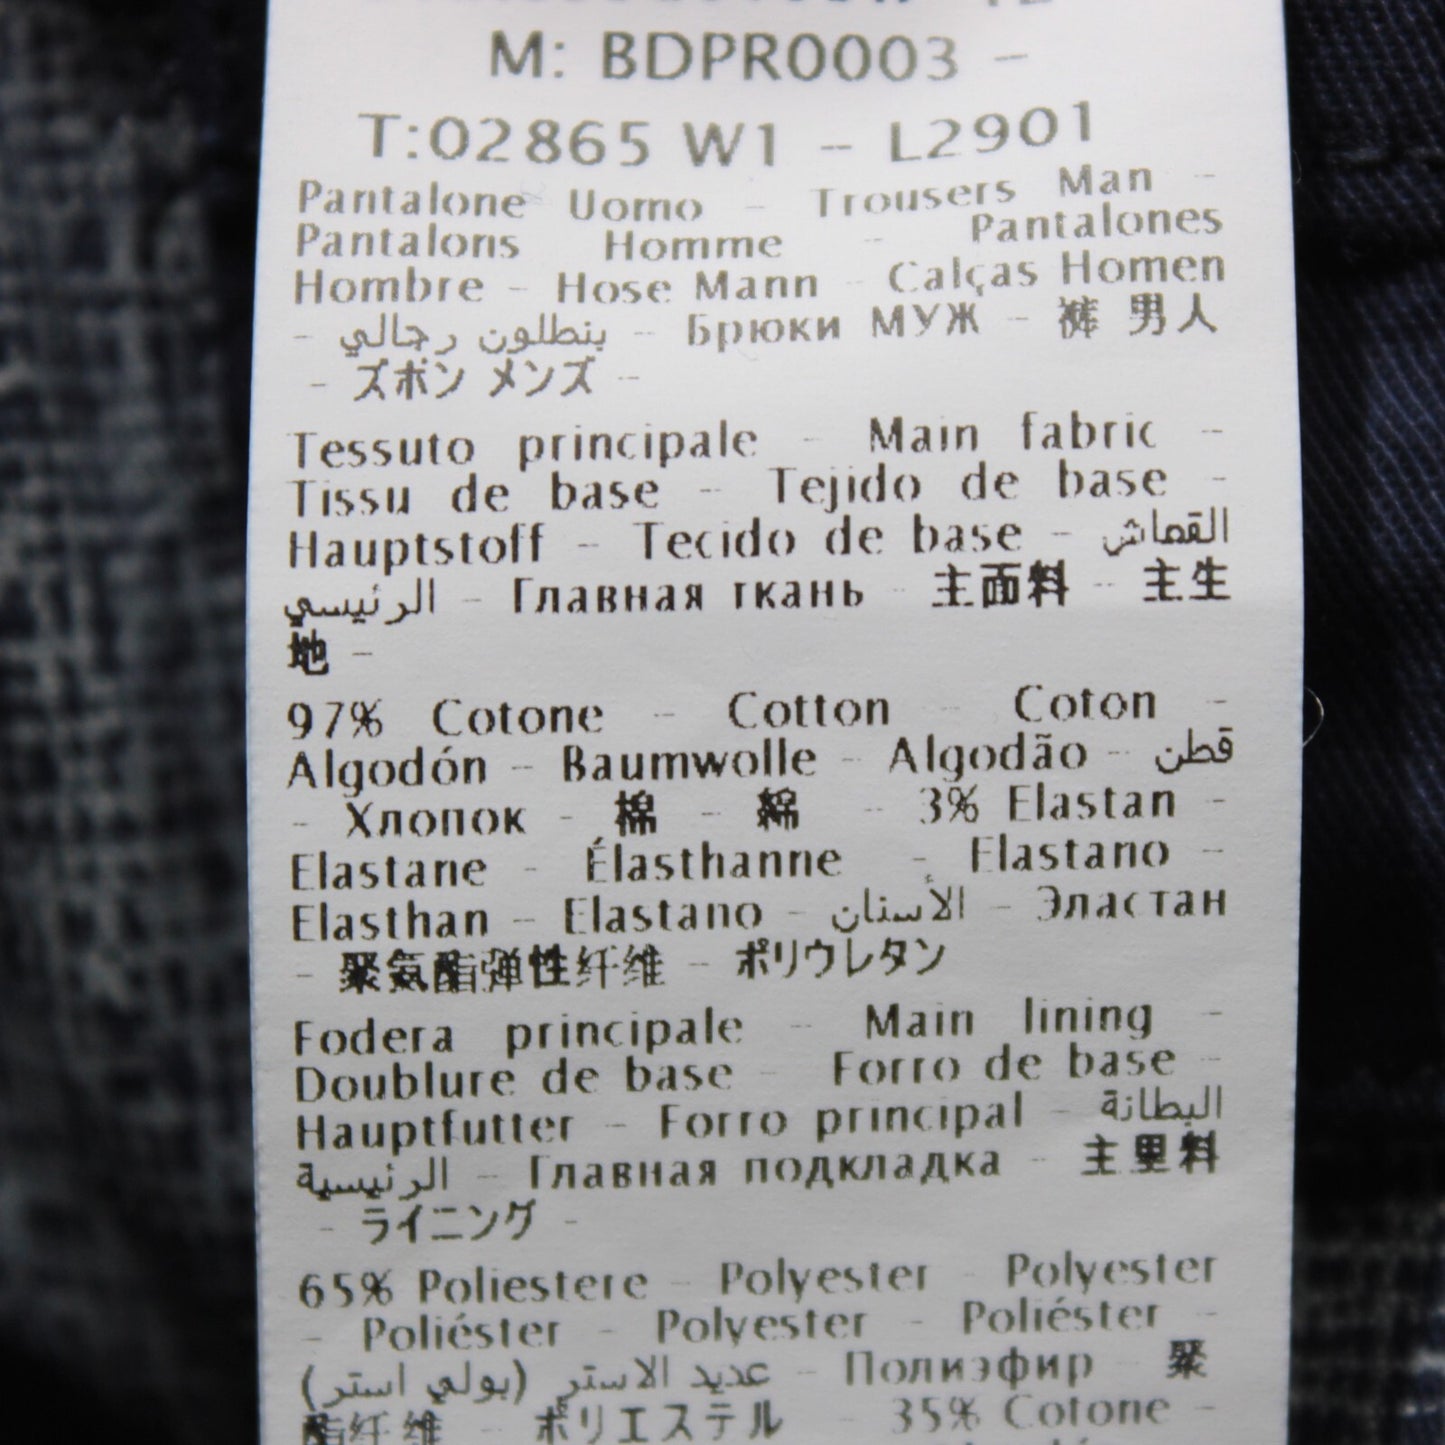 M: BDPR0003 -
T:02865 W1 - L2901
Pantalone Uomo - Trousers Man -
Pantalons Homme - Pantalones
Hombre - Hose Mann - Calças Homen
- بنطلون رجالي - Брюки МУЖ - 裤 男人
- ズボン メンズ -
Tessuto principale - Main fabric -
Tissu de base - Tejido de base -
Hauptstoff - Tecido de base - القماش
الرئيسي - Главная ткань - 主面料 - 主生
地 -
97% Cotone - Cotton - Coton -
Algodón - Baumwolle - Algodão - قطن
- Хлопок - 棉 - 綿 - 3% Elastan -
Elastane - Élasthanne - Elastano -
Elasthan - Elastano - الأستان - Эластан
- 聚氨酯弹性纤维 - ポリウレタン
Fodera principale - Main lining -
Doublure de base - Forro de base -
Hauptfutter - Forro principal - البطانة
الرئيسية - Главная подкладка - 主里料
- ライニング -
65% Poliestere - Polyester - Polyester
- Poliéster - Polyester - Poliéster -
عديد الاستر (بولي استر) - Полиэфир - 聚
酯纤维 - ポリエステル - 35% Cotone -